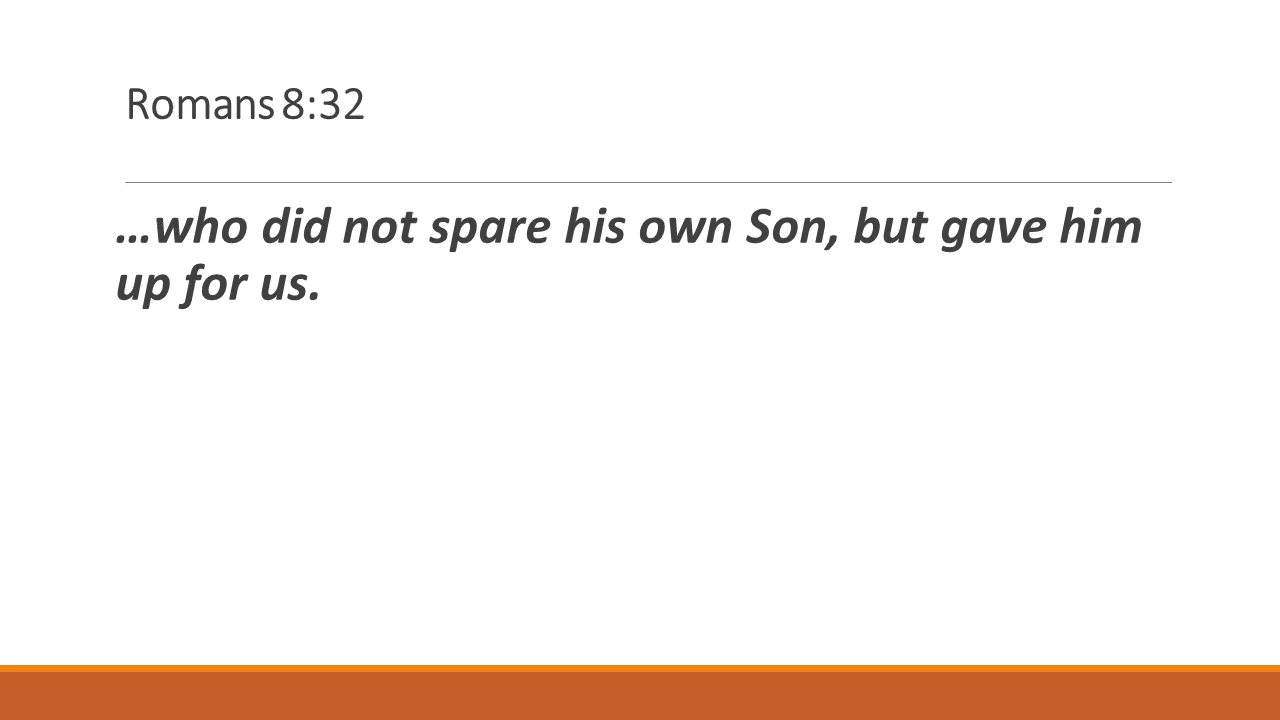 Romans 8:32
…who did not spare his own Son, but gave him
up for us.